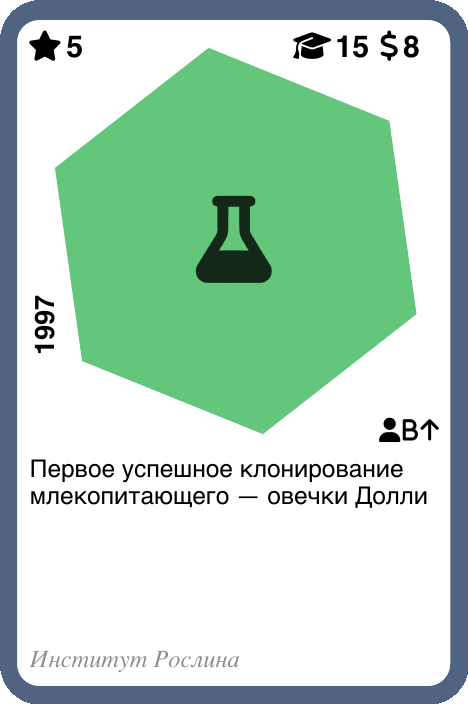 5
15 $8
1997
B↑
Первое успешное клонирование
млекопитающего — овечки Долли
Институт Рослина